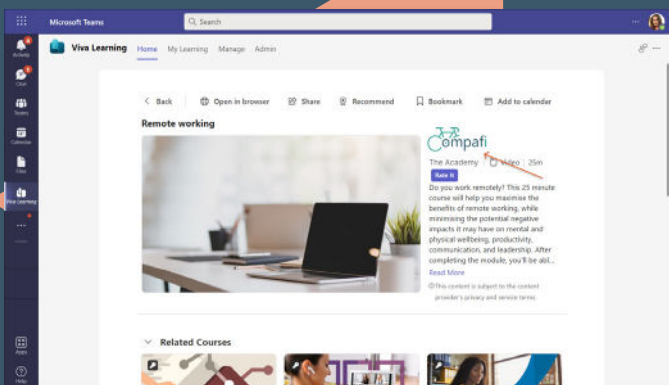 Microsoft Teams
Search
Activity
Chat
Teams
Calendar
Files
Viva Learning
Apps
Help
Viva Learning Home My Learning Manage Admin
Back Open in browser Share Recommend Bookmark Add to calendar
Remote working
Compafi
The Academy | Video | 25m
Rate It
Do you work remotely? This 25 minute
course will help you maximise the
benefits of remote working, while
minimising the potential negative
impacts it may have on mental and
physical wellbeing, productivity,
communication, and leadership. After
completing the module, you'll be abl...
Read More
This content is subject to the content
provider's privacy and service terms.
Related Courses